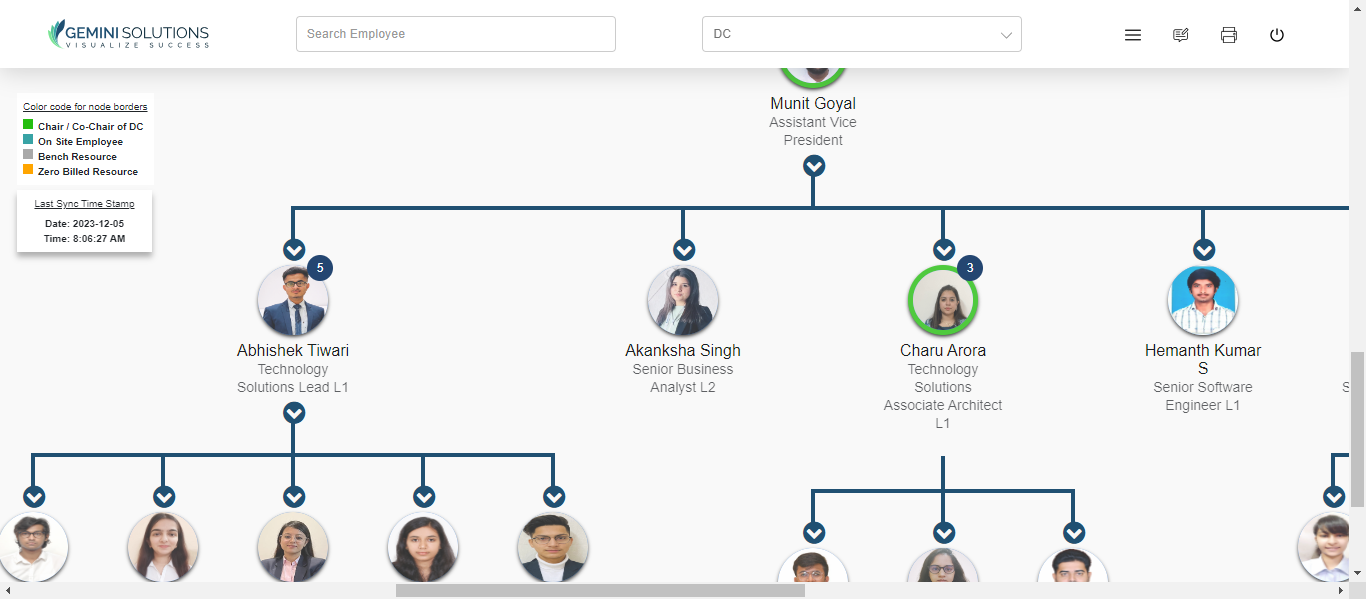 GEMINI SOLUTIONS
VISUALIZE SUCCESS
Search Employee
DC
Color code for node borders
Chair / Co-Chair of DC
On Site Employee
Bench Resource
Zero Billed Resource
Last Sync Time Stamp
Date: 2023-12-05
Time: 8:06:27 AM
Munit Goyal
Assistant Vice
President
5
Abhishek Tiwari
Technology
Solutions Lead L1
Akanksha Singh
Senior Business
Analyst L2
3
Charu Arora
Technology
Solutions
Associate Architect
L1
Hemanth Kumar
S
Senior Software
Engineer L1
S